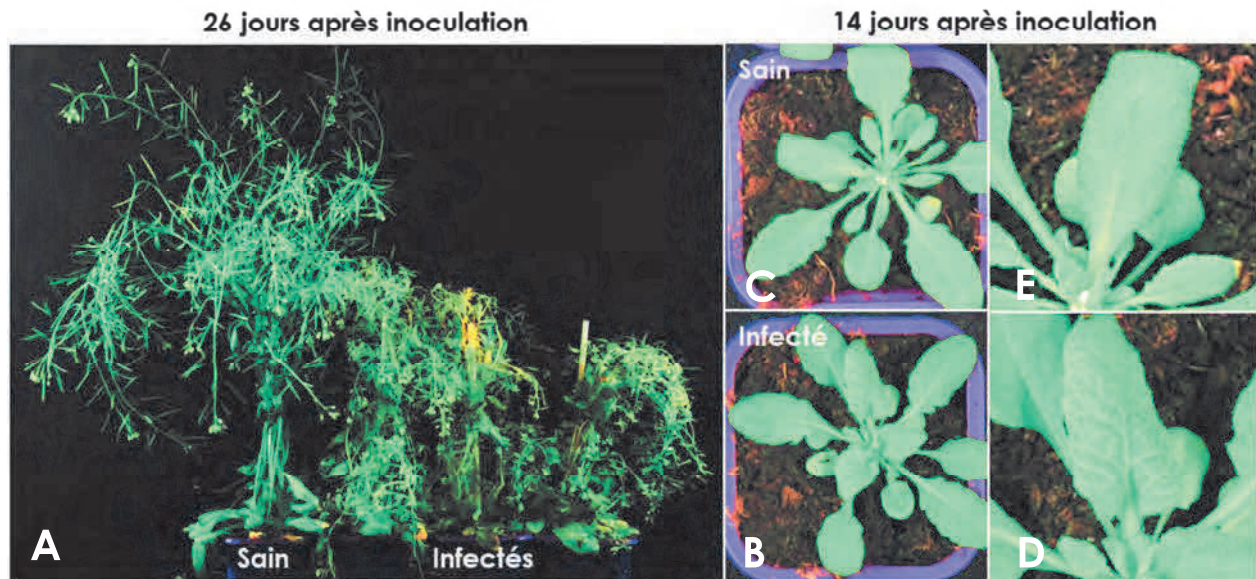 26 jours après inoculation
14 jours après inoculation
Sain
C
E
Infecté
A
Sain
Infectés
B
D